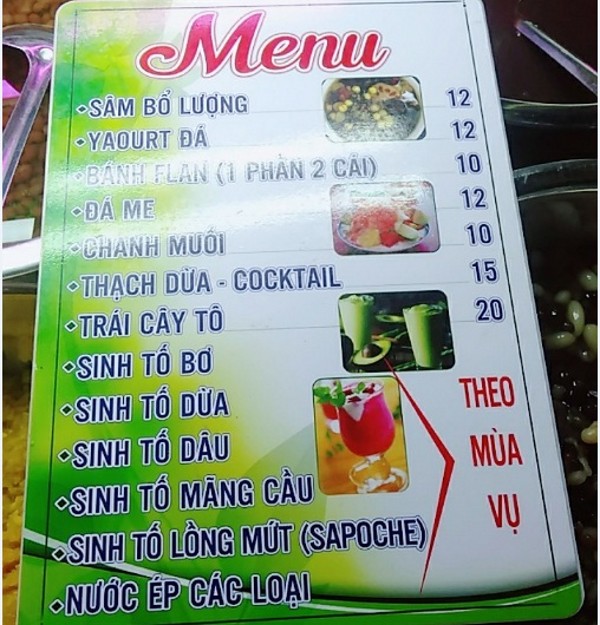 Menu
• SÂM BỔ LƯỢNG 12
• YAOURT ĐÁ 12
• BÁNH FLAN (1 PHẦN 2 CÁI) 10
• ĐÁ ME 12
• CHANH MUỐI 10
• THẠCH DỪA - COCKTAIL 15
• TRÁI CÂY TÔ 20
• SINH TỐ BƠ
• SINH TỐ DỪA
• SINH TỐ DÂU
• SINH TỐ MÃNG CẦU
• SINH TỐ LỒNG MỨT (SAPOCHE)
• NƯỚC ÉP CÁC LOẠI
THEO
MÙA
VỤ